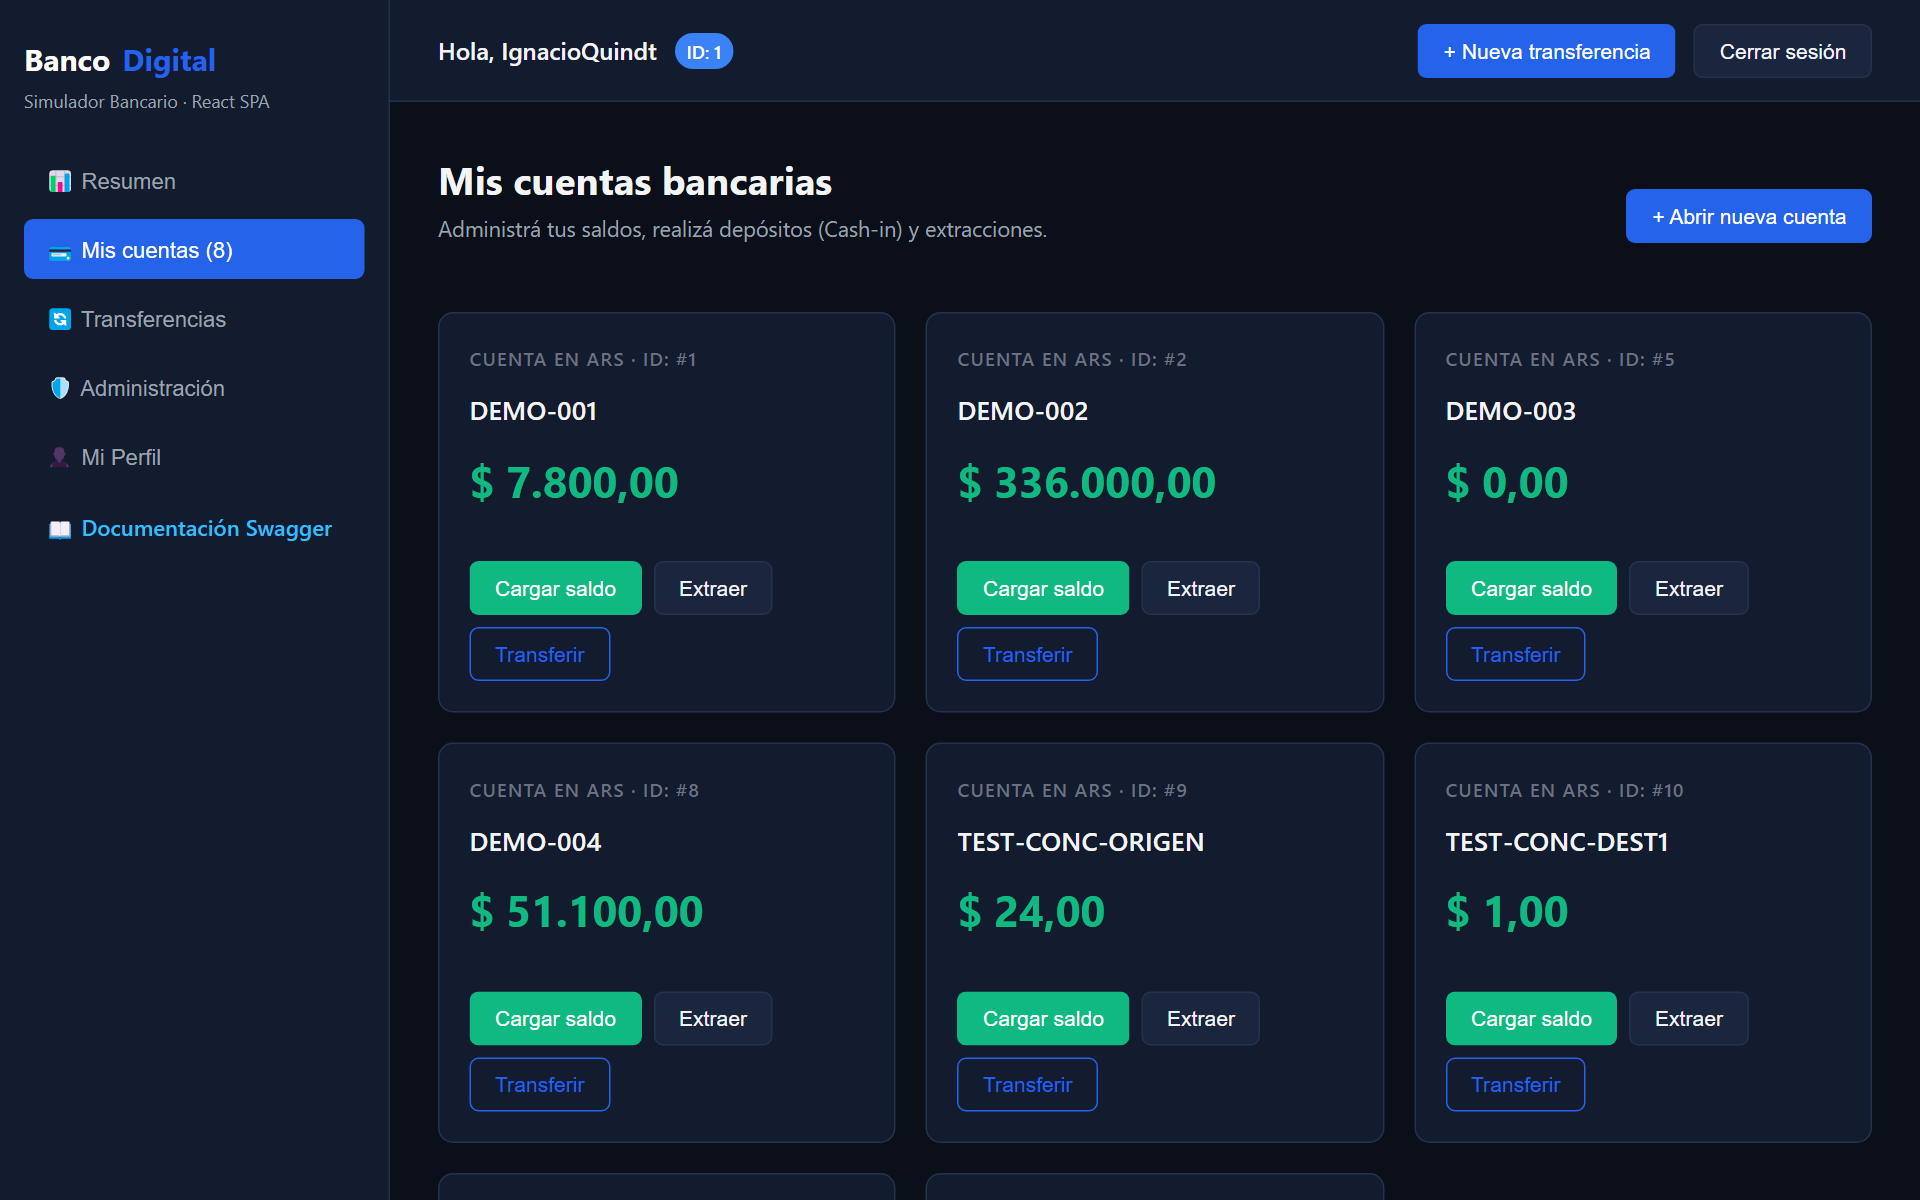 Banco Digital
Simulador Bancario · React SPA
Resumen
Mis cuentas (8)
Transferencias
Administración
Mi Perfil
Documentación Swagger
Hola, IgnacioQuindt
ID: 1
+ Nueva transferencia
Cerrar sesión
Mis cuentas bancarias
Administrá tus saldos, realizá depósitos (Cash-in) y extracciones.
+ Abrir nueva cuenta
CUENTA EN ARS · ID: #1
DEMO-001
$ 7.800,00
Cargar saldo
Extraer
Transferir
CUENTA EN ARS · ID: #2
DEMO-002
$ 336.000,00
Cargar saldo
Extraer
Transferir
CUENTA EN ARS · ID: #5
DEMO-003
$ 0,00
Cargar saldo
Extraer
Transferir
CUENTA EN ARS · ID: #8
DEMO-004
$ 51.100,00
Cargar saldo
Extraer
Transferir
CUENTA EN ARS · ID: #9
TEST-CONC-ORIGEN
$ 24,00
Cargar saldo
Extraer
Transferir
CUENTA EN ARS · ID: #10
TEST-CONC-DEST1
$ 1,00
Cargar saldo
Extraer
Transferir